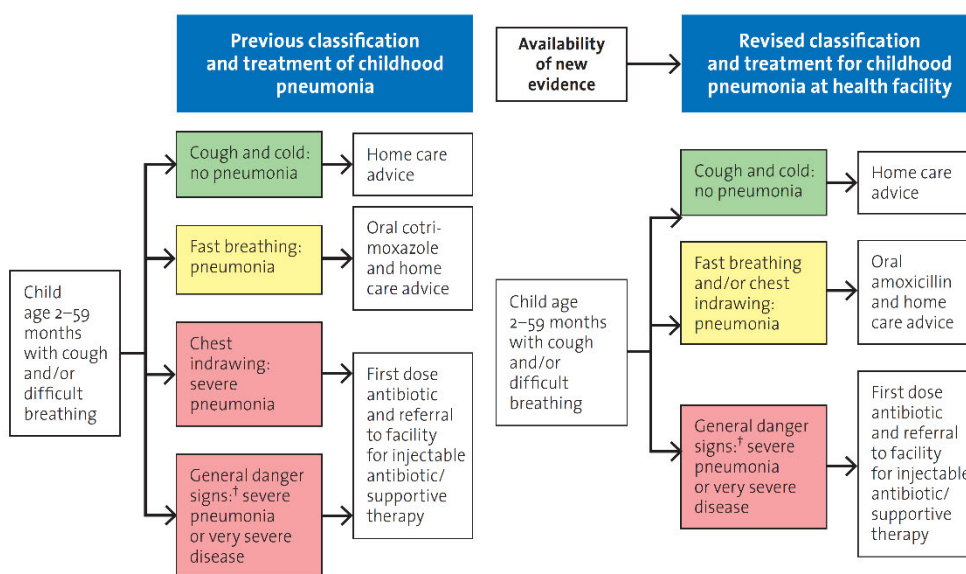 Previous classification
and treatment of childhood
pneumonia
Availability
of new
evidence
Revised classification
and treatment for childhood
pneumonia at health facility
Child
age 2–59
months
with cough
and/or
difficult
breathing
Cough and cold:
no pneumonia
Home care
advice
Fast breathing:
pneumonia
Oral cotri-
moxazole
and home
care advice
Chest
indrawing:
severe
pneumonia
General danger
signs:† severe
pneumonia
or very severe
disease
First dose
antibiotic
and referral
to facility
for injectable
antibiotic/
supportive
therapy
Child age
2–59 months
with cough
and/or
difficult
breathing
Cough and cold:
no pneumonia
Home care
advice
Fast breathing
and/or chest
indrawing:
pneumonia
Oral
amoxicillin
and home
care advice
General danger
signs:† severe
pneumonia
or very severe
disease
First dose
antibiotic
and referral
to facility
for injectable
antibiotic/
supportive
therapy